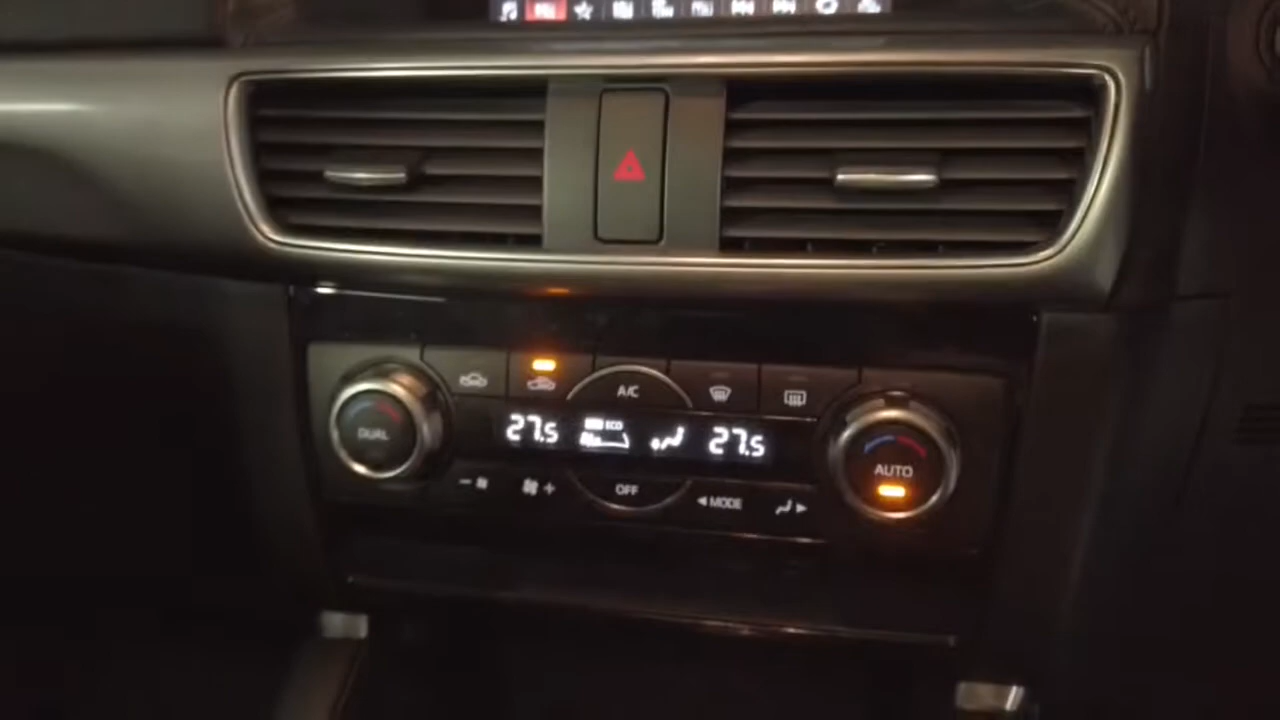 A/C
27.5 ECO 27.5
DUAL
AUTO
- + OFF ◄ MODE ►